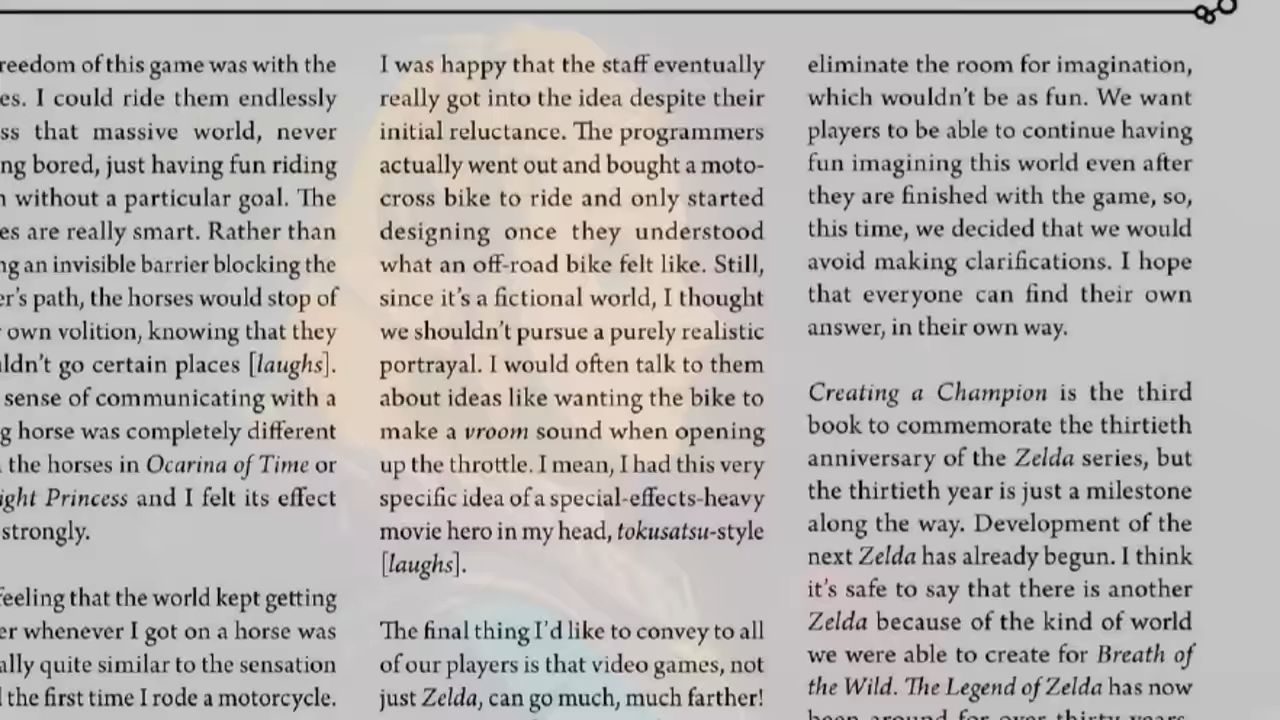 of this game was with the
I could ride them endlessly
that massive world, never
bored, just having fun riding
without a particular goal. The
are really smart. Rather than
an invisible barrier blocking the
path, the horses would stop of
own volition, knowing that they
go certain places [laughs].
sense of communicating with a
horse was completely different
the horses in Ocarina of Time or
Princess and I felt its effect
strongly.
feeling that the world kept getting
whenever I got on a horse was
quite similar to the sensation
the first time I rode a motorcycle.
I was happy that the staff eventually
really got into the idea despite their
initial reluctance. The programmers
actually went out and bought a moto-
cross bike to ride and only started
designing once they understood
what an off-road bike felt like. Still,
since it's a fictional world, I thought
we shouldn't pursue a purely realistic
portrayal. I would often talk to them
about ideas like wanting the bike to
make a vroom sound when opening
up the throttle. I mean, I had this very
specific idea of a special-effects-heavy
movie hero in my head, tokusatsu-style
[laughs].
The final thing I'd like to convey to all
of our players is that video games, not
just Zelda, can go much, much farther!
eliminate the room for imagination,
which wouldn't be as fun. We want
players to be able to continue having
fun imagining this world even after
they are finished with the game, so,
this time, we decided that we would
avoid making clarifications. I hope
that everyone can find their own
answer, in their own way.
Creating a Champion is the third
book to commemorate the thirtieth
anniversary of the Zelda series, but
the thirtieth year is just a milestone
along the way. Development of the
next Zelda has already begun. I think
it's safe to say that there is another
Zelda because of the kind of world
we were able to create for Breath of
the Wild. The Legend of Zelda has now
been around for over thirty years,